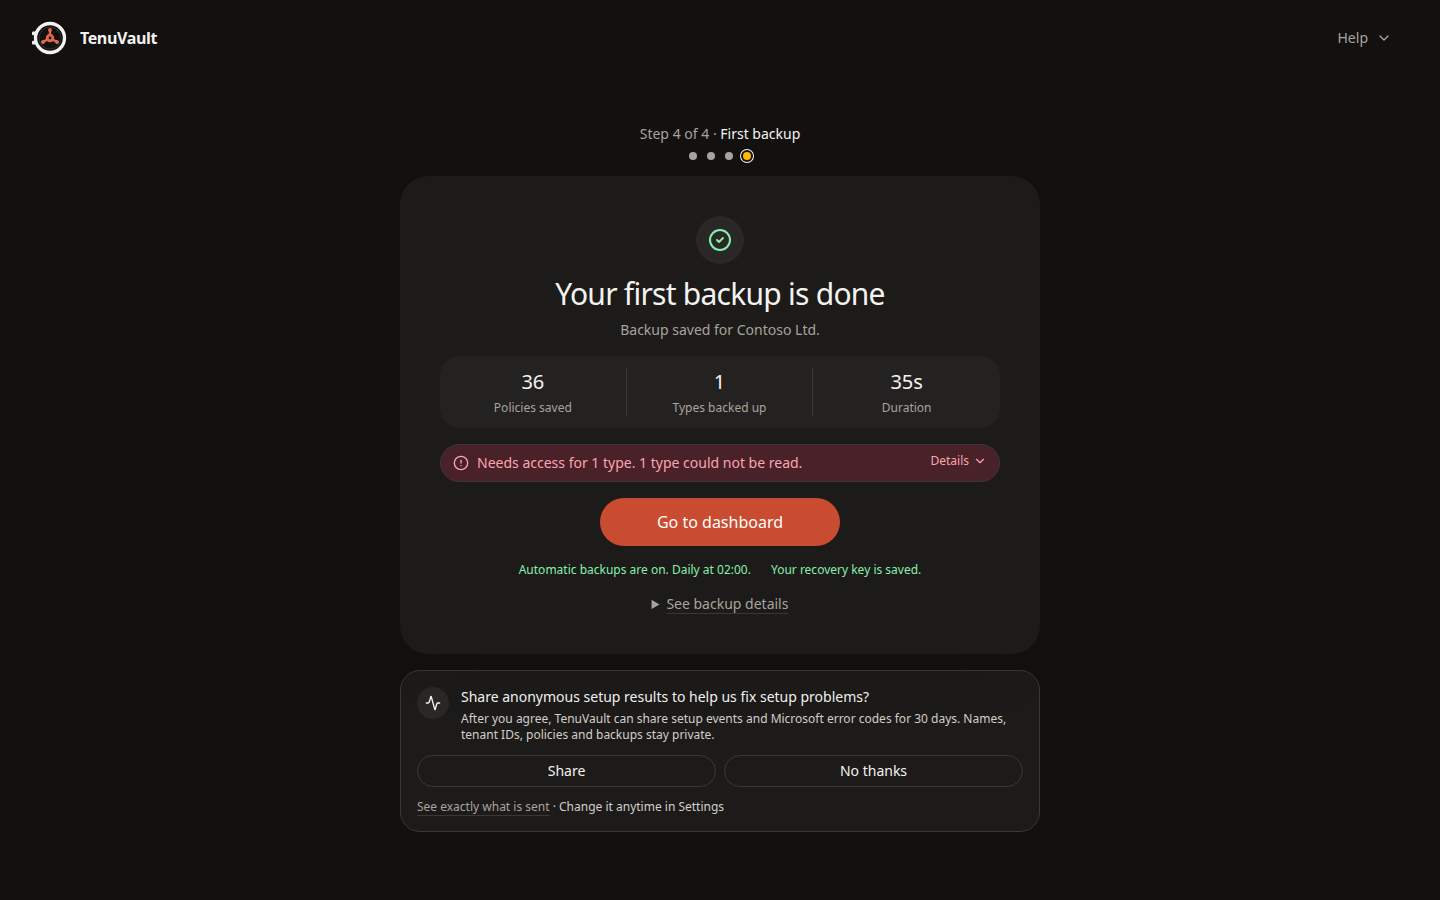 TenuVault
Help
Step 4 of 4 · First backup
Your first backup is done
Backup saved for Contoso Ltd.
36
Policies saved
1
Types backed up
35s
Duration
Needs access for 1 type. 1 type could not be read.
Details
Go to dashboard
Automatic backups are on. Daily at 02:00. Your recovery key is saved.
See backup details
Share anonymous setup results to help us fix setup problems?
After you agree, TenuVault can share setup events and Microsoft error codes for 30 days. Names,
tenant IDs, policies and backups stay private.
Share
No thanks
See exactly what is sent · Change it anytime in Settings